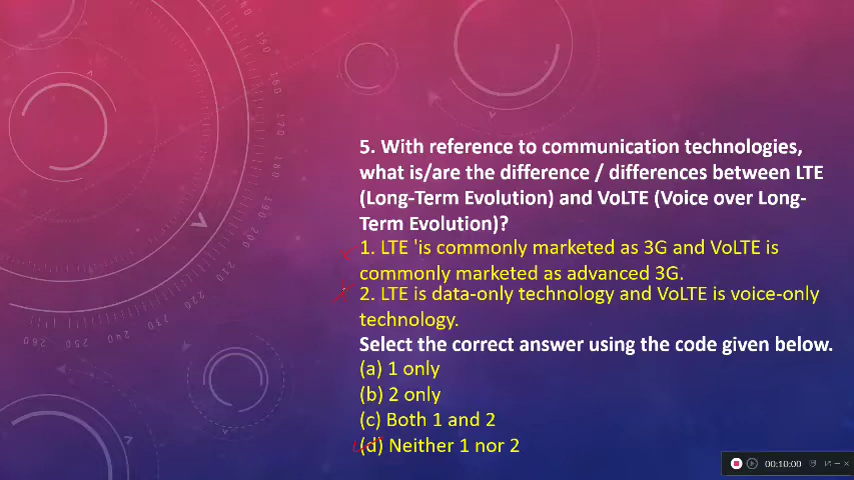 5. With reference to communication technologies,
what is/are the difference / differences between LTE
(Long-Term Evolution) and VoLTE (Voice over Long-
Term Evolution)?
1. LTE 'is commonly marketed as 3G and VoLTE is
commonly marketed as advanced 3G.
2. LTE is data-only technology and VoLTE is voice-only
technology.
Select the correct answer using the code given below.
(a) 1 only
(b) 2 only
(c) Both 1 and 2
(d) Neither 1 nor 2
00:10:00